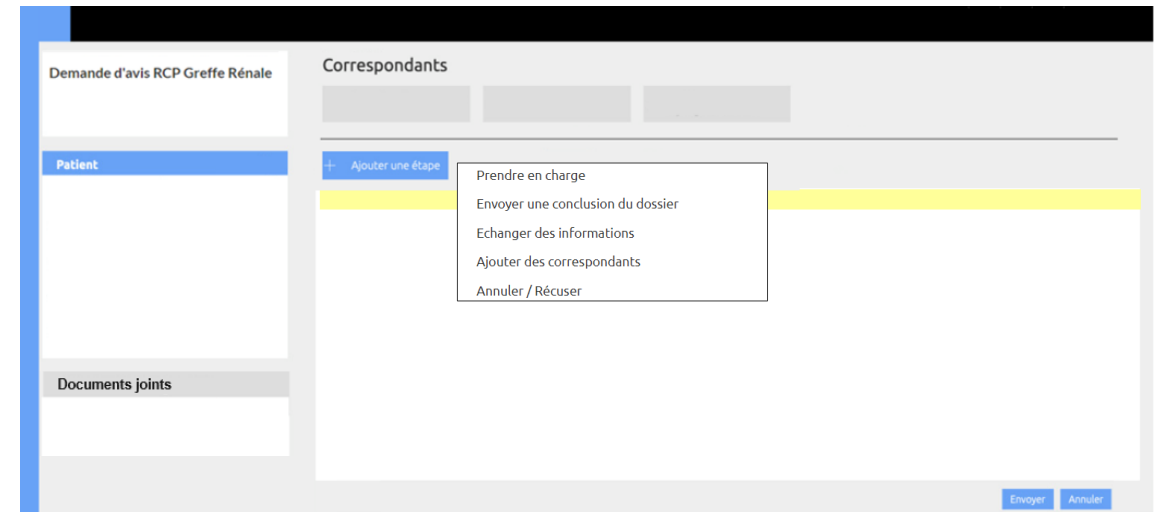 Demande d'avis RCP Greffe Rénale
Correspondants
Patient
+ Ajouter une étape
Prendre en charge
Envoyer une conclusion du dossier
Echanger des informations
Ajouter des correspondants
Annuler / Récuser
Documents joints
Envoyer Annuler